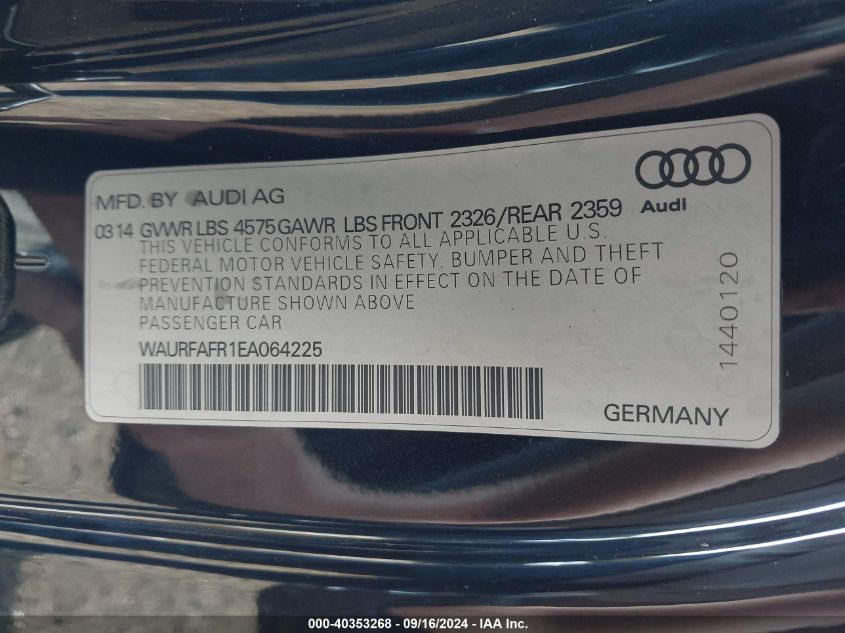 MFD. BY AUDI AG
Audi
03 14 GVWR LBS 4575 GAWR LBS FRONT 2326/REAR 2359
THIS VEHICLE CONFORMS TO ALL APPLICABLE U.S.
FEDERAL MOTOR VEHICLE SAFETY, BUMPER AND THEFT
PREVENTION STANDARDS IN EFFECT ON THE DATE OF
MANUFACTURE SHOWN ABOVE
PASSENGER CAR
WAURFAFR1EA064225
GERMANY
1440120
000-40353268 - 09/16/2024 - IAA Inc.